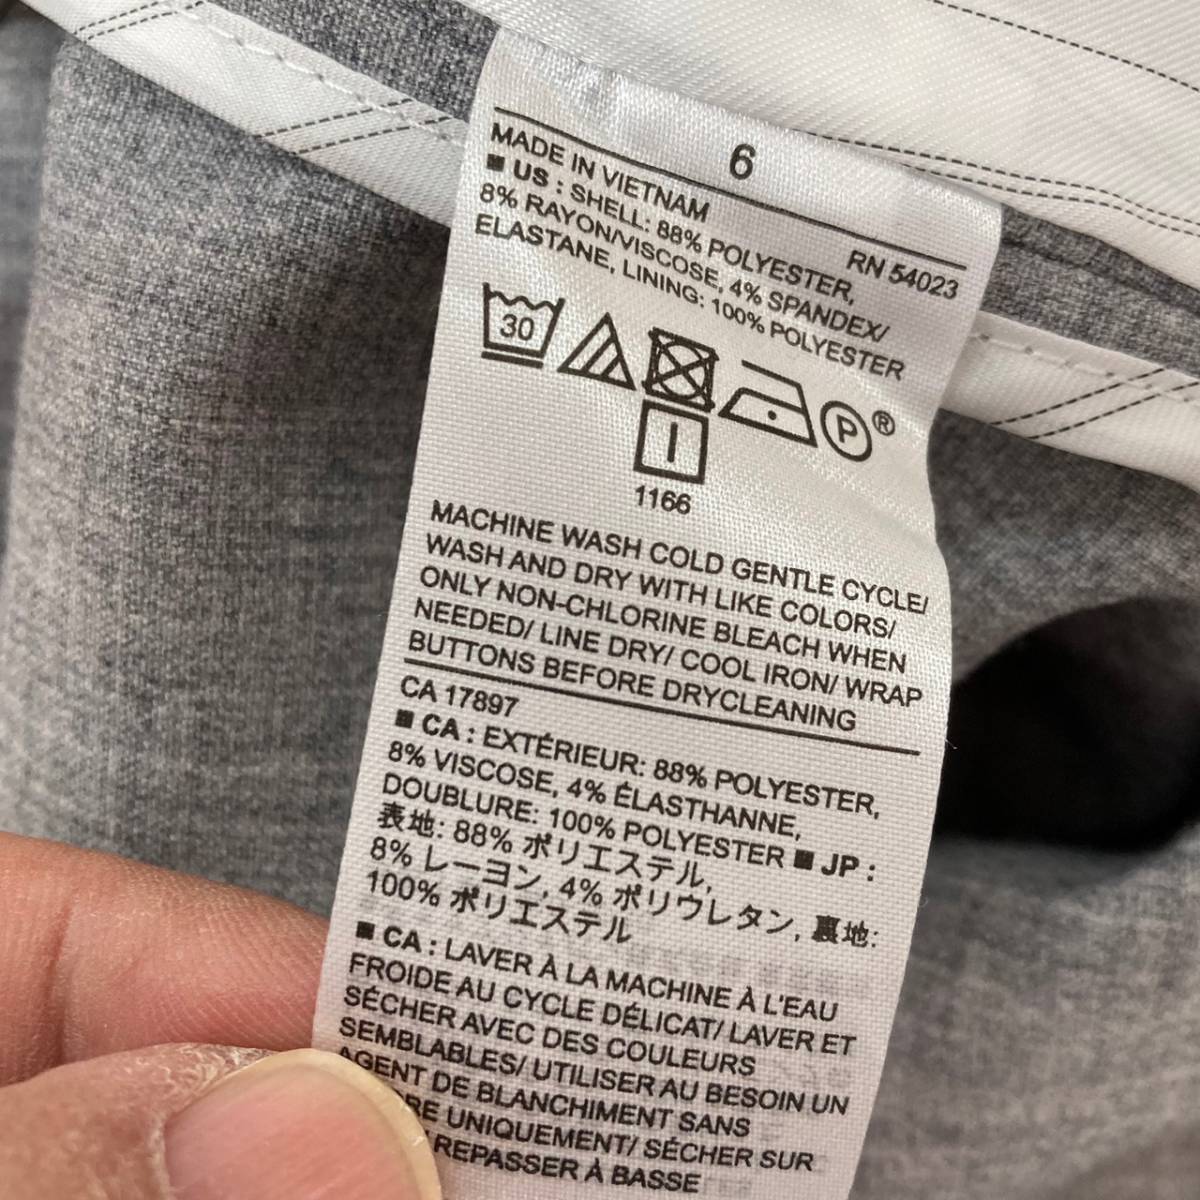 6
MADE IN VIETNAM RN 54023
■ US : SHELL: 88% POLYESTER,
8% RAYON/VISCOSE, 4% SPANDEX/
ELASTANE, LINING: 100% POLYESTER
30
P ®
1166
MACHINE WASH COLD GENTLE CYCLE/
WASH AND DRY WITH LIKE COLORS/
ONLY NON-CHLORINE BLEACH WHEN
NEEDED/ LINE DRY/ COOL IRON/ WRAP
BUTTONS BEFORE DRYCLEANING
CA 17897
■ CA : EXTÉRIEUR: 88% POLYESTER,
8% VISCOSE, 4% ÉLASTHANNE,
DOUBLURE: 100% POLYESTER ■ JP :
表地: 88% ポリエステル,
8% レーヨン, 4% ポリウレタン, 裏地:
100% ポリエステル
■ CA : LAVER À LA MACHINE À L'EAU
FROIDE AU CYCLE DÉLICAT/ LAVER ET
SÉCHER AVEC DES COULEURS
SEMBLABLES/ UTILISER AU BESOIN UN
AGENT DE BLANCHIMENT SANS
UNIQUEMENT/ SÉCHER SUR
REPASSER À BASSE